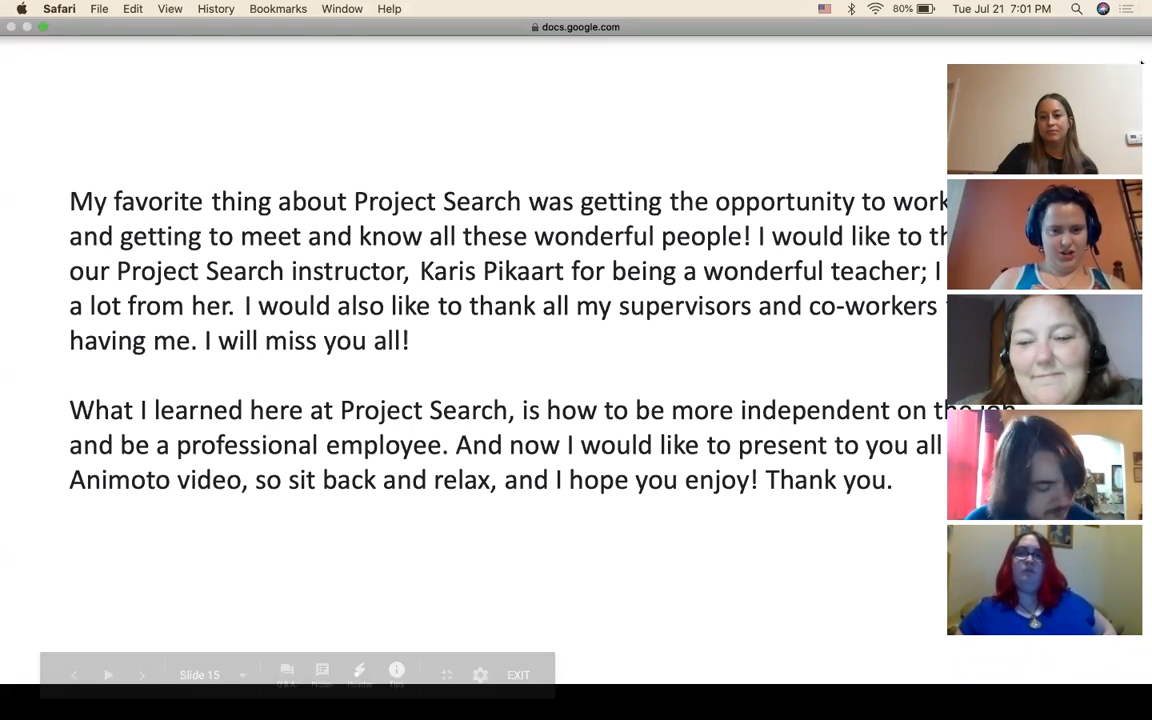 Safari File Edit View History Bookmarks Window Help 80% Tue Jul 21 7:01 PM
docs.google.com
My favorite thing about Project Search was getting the opportunity to work
and getting to meet and know all these wonderful people! I would like to
our Project Search instructor, Karis Pikaart for being a wonderful teacher; I
a lot from her. I would also like to thank all my supervisors and co-workers
having me. I will miss you all!
What I learned here at Project Search, is how to be more independent on the job
and be a professional employee. And now I would like to present to you all
Animoto video, so sit back and relax, and I hope you enjoy! Thank you.
Slide 15 Q&A Notes Pointer Tips EXIT